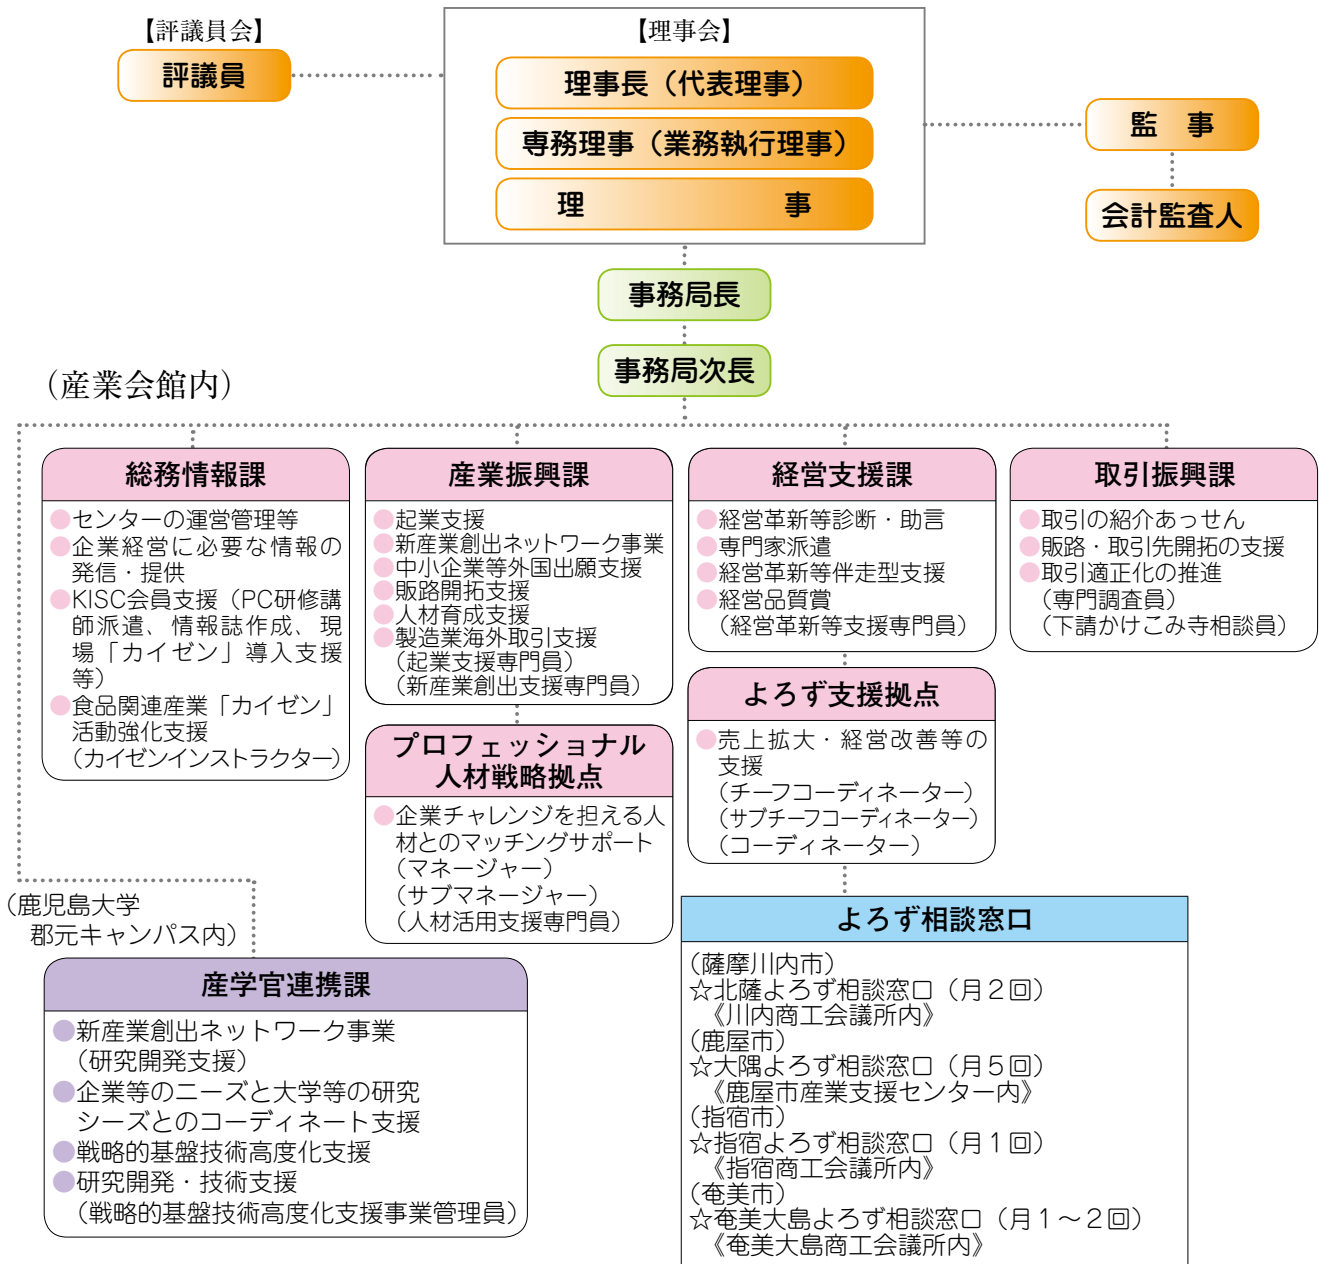 【評議員会】
評議員
【理事会】
理事長（代表理事）
専務理事（業務執行理事）
理　　　　　事
監　事
会計監査人
事務局長
事務局次長
（産業会館内）
総務情報課
●センターの運営管理等
●企業経営に必要な情報の
発信・提供
●KISC会員支援（PC研修講
師派遣、情報誌作成、現
場「カイゼン」導入支援
等）
●食品関連産業「カイゼン」
活動強化支援
（カイゼンインストラクター）
産業振興課
●起業支援
●新産業創出ネットワーク事業
●中小企業等外国出願支援
●販路開拓支援
●人材育成支援
●製造業海外取引支援
（起業支援専門員）
（新産業創出支援専門員）
プロフェッショナル
人材戦略拠点
●企業チャレンジを担える人
材とのマッチングサポート
（マネージャー）
（サブマネージャー）
（人材活用支援専門員）
経営支援課
●経営革新等診断・助言
●専門家派遣
●経営革新等伴走型支援
●経営品質賞
（経営革新等支援専門員）
よろず支援拠点
●売上拡大・経営改善等の
支援
（チーフコーディネーター）
（サブチーフコーディネーター）
（コーディネーター）
取引振興課
●取引の紹介あっせん
●販路・取引先開拓の支援
●取引適正化の推進
（専門調査員）
（下請かけこみ寺相談員）
（鹿児島大学
郡元キャンパス内）
産学官連携課
●新産業創出ネットワーク事業
（研究開発支援）
●企業等のニーズと大学等の研究
シーズとのコーディネート支援
●戦略的基盤技術高度化支援
●研究開発・技術支援
（戦略的基盤技術高度化支援事業管理員）
よろず相談窓口
（薩摩川内市）
☆北薩よろず相談窓口（月２回）
《川内商工会議所内》
（鹿屋市）
☆大隅よろず相談窓口（月５回）
《鹿屋市産業支援センター内》
（指宿市）
☆指宿よろず相談窓口（月１回）
《指宿商工会議所内》
（奄美市）
☆奄美大島よろず相談窓口（月１～２回）
《奄美大島商工会議所内》